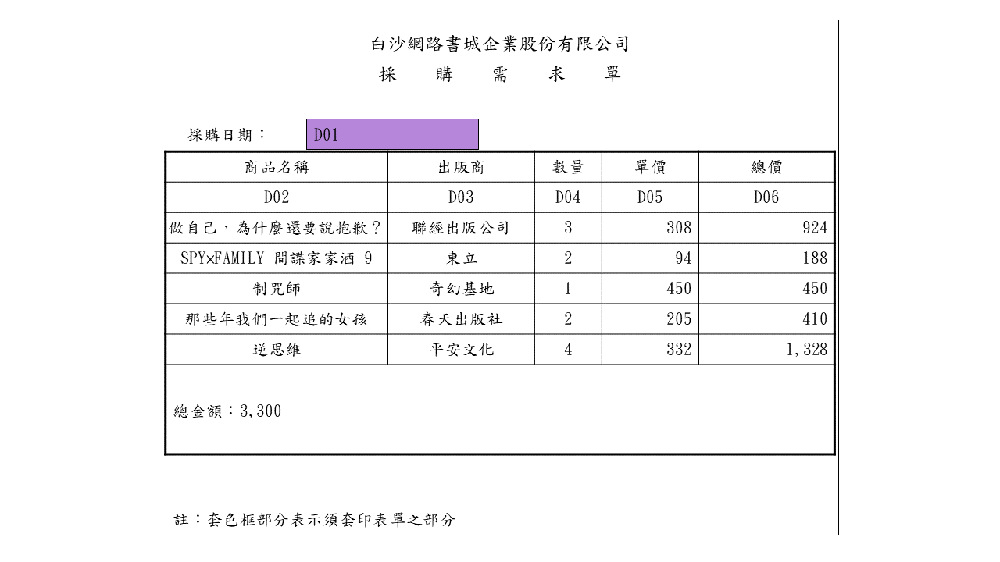 白沙網路書城企業股份有限公司
採購需求單
採購日期： D01
商品名稱 出版商 數量 單價 總價
D02 D03 D04 D05 D06
做自己，為什麼還要說抱歉？ 聯經出版公司 3 308 924
SPY×FAMILY 間諜家家酒 9 東立 2 94 188
制咒師 奇幻基地 1 450 450
那些年我們一起追的女孩 春天出版社 2 205 410
逆思維 平安文化 4 332 1,328
總金額：3,300
註：套色框部分表示須套印表單之部分